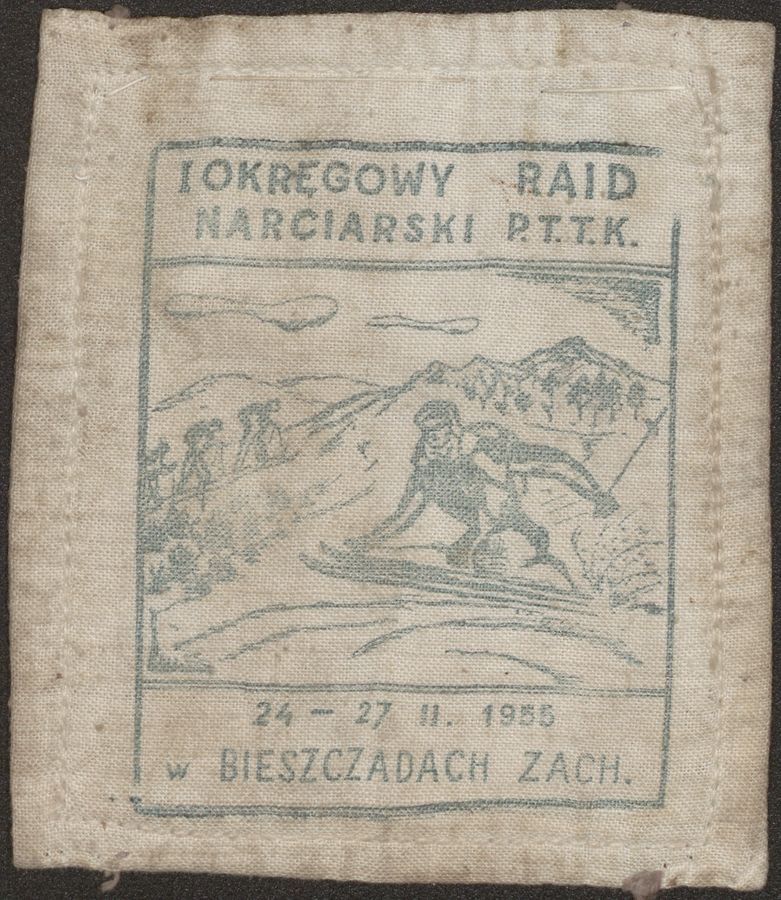 I OKRĘGOWY RAID
NARCIARSKI P.T.T.K.
24 – 27 II. 1955
w BIESZCZADACH ZACH.